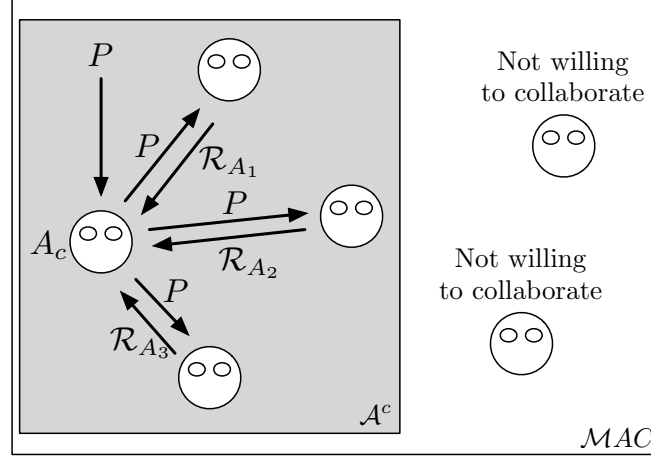 P
Not willing
to collaborate
P
𝓡_{A_1}
P
A_c
𝓡_{A_2}
Not willing
to collaborate
P
𝓡_{A_3}
𝓐^c
𝓜AC